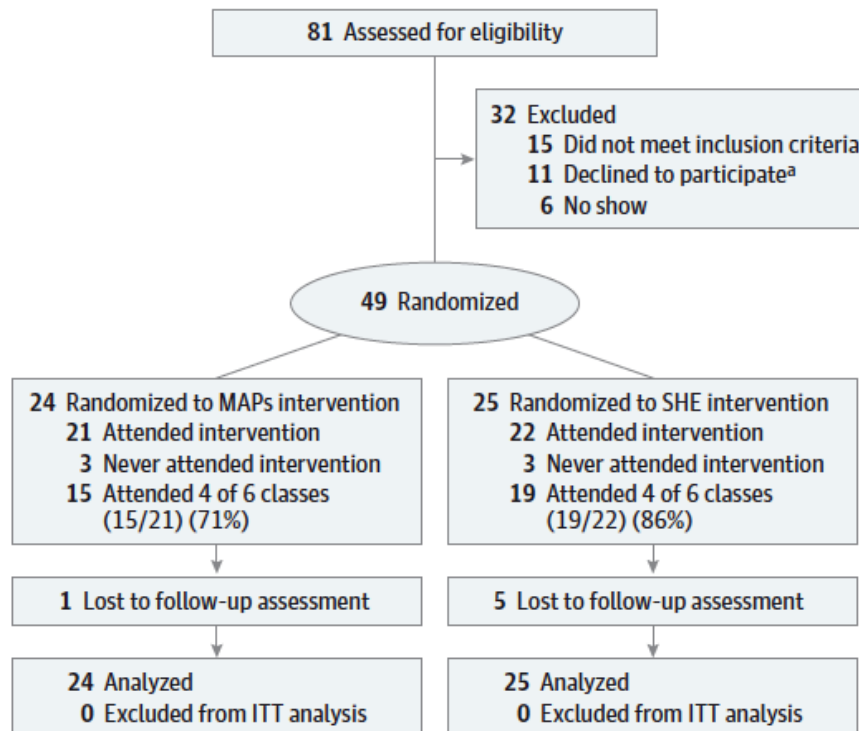 81 Assessed for eligibility
32 Excluded
15 Did not meet inclusion criteria
11 Declined to participateᵃ
6 No show
49 Randomized
24 Randomized to MAPs intervention
21 Attended intervention
3 Never attended intervention
15 Attended 4 of 6 classes
(15/21) (71%)
25 Randomized to SHE intervention
22 Attended intervention
3 Never attended intervention
19 Attended 4 of 6 classes
(19/22) (86%)
1 Lost to follow-up assessment
5 Lost to follow-up assessment
24 Analyzed
0 Excluded from ITT analysis
25 Analyzed
0 Excluded from ITT analysis